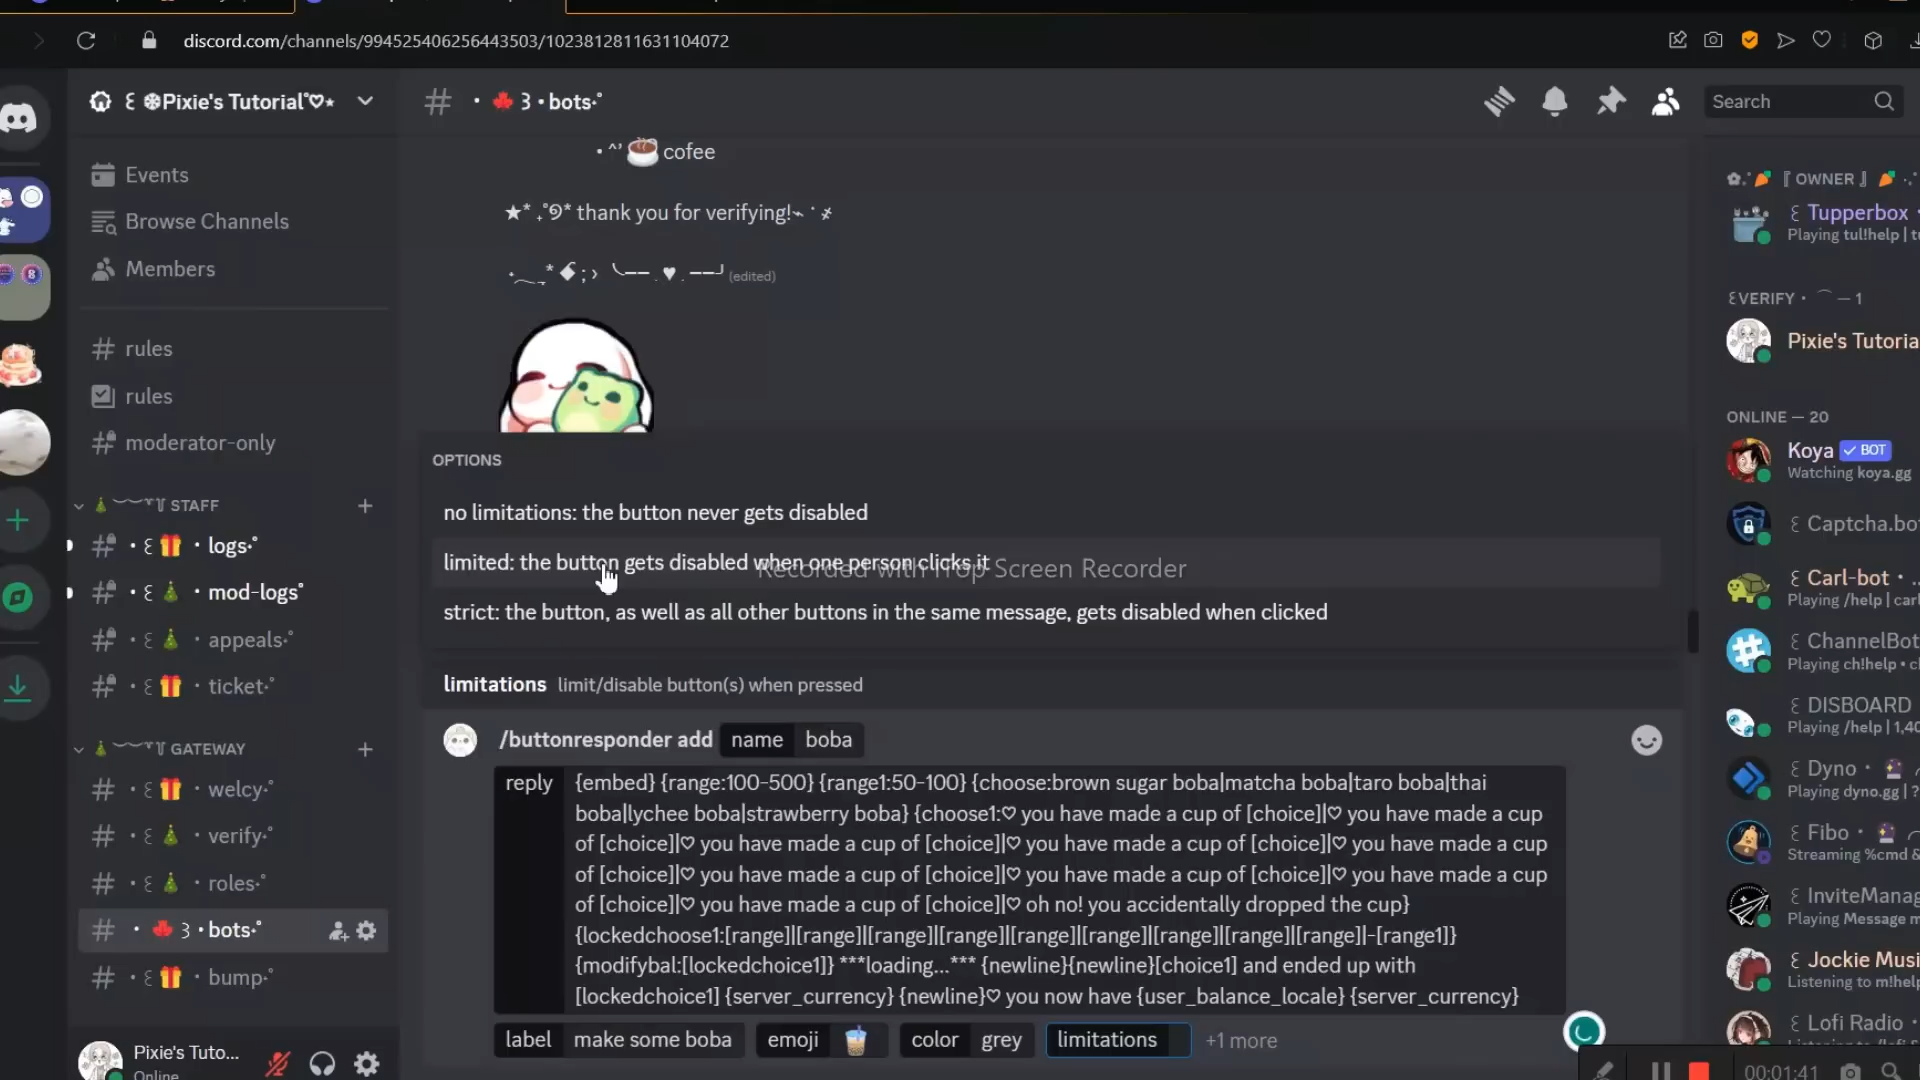 discord.com/channels/994525406256443503/1023812811631104072
꒰ ❄Pixie's Tutorial˚♡⋆
# • 🍁 ꒱ • bots·˚
Search
Events
Browse Channels
Members
rules
rules
moderator-only
STAFF
logs·˚
mod-logs˚
appeals·˚
ticket·˚
GATEWAY
welcy·˚
verify·˚
roles·˚
bots·˚
bump·˚
Pixie's Tuto...
Online
• ^' ☕ cofee
thank you for verifying!
(edited)
OPTIONS
no limitations: the button never gets disabled
limited: the button gets disabled when one person clicks it
Recorded with iTop Screen Recorder
strict: the button, as well as all other buttons in the same message, gets disabled when clicked
limitations limit/disable button(s) when pressed
/buttonresponder add name boba
reply {embed} {range:100-500} {range1:50-100} {choose:brown sugar boba|matcha boba|taro boba|thai
boba|lychee boba|strawberry boba} {choose1:♡ you have made a cup of [choice]|♡ you have made a cup
of [choice]|♡ you have made a cup of [choice]|♡ you have made a cup of [choice]|♡ you have made a cup
of [choice]|♡ you have made a cup of [choice]|♡ you have made a cup of [choice]|♡ you have made a cup
of [choice]|♡ you have made a cup of [choice]|♡ oh no! you accidentally dropped the cup}
{lockedchoose1:[range]|[range]|[range]|[range]|[range]|[range]|[range]|[range]|[range]|-[range1]}
{modifybal:[lockedchoice1]} ***loading...*** {newline}{newline}[choice1] and ended up with
[lockedchoice1] {server_currency} {newline}♡ you now have {user_balance_locale} {server_currency}
label make some boba emoji 🧋 color grey limitations +1 more
『 OWNER 』
꒰ Tupperbox
Playing tul!help | tu
꒰VERIFY • ⌒ — 1
Pixie's Tutoria
ONLINE — 20
Koya ✓ BOT
Watching koya.gg
꒰ Captcha.bot
꒰ Carl-bot •
Playing /help | carl
꒰ ChannelBot
Playing ch!help • c
꒰ DISBOARD
Playing /help | 1,40
꒰ Dyno •
Playing dyno.gg | ?
꒰ Fibo •
Streaming %cmd &
꒰ InviteManag
Playing Message m
꒰ Jockie Musi
Listening to m!help
꒰ Lofi Radio •
00:01:41